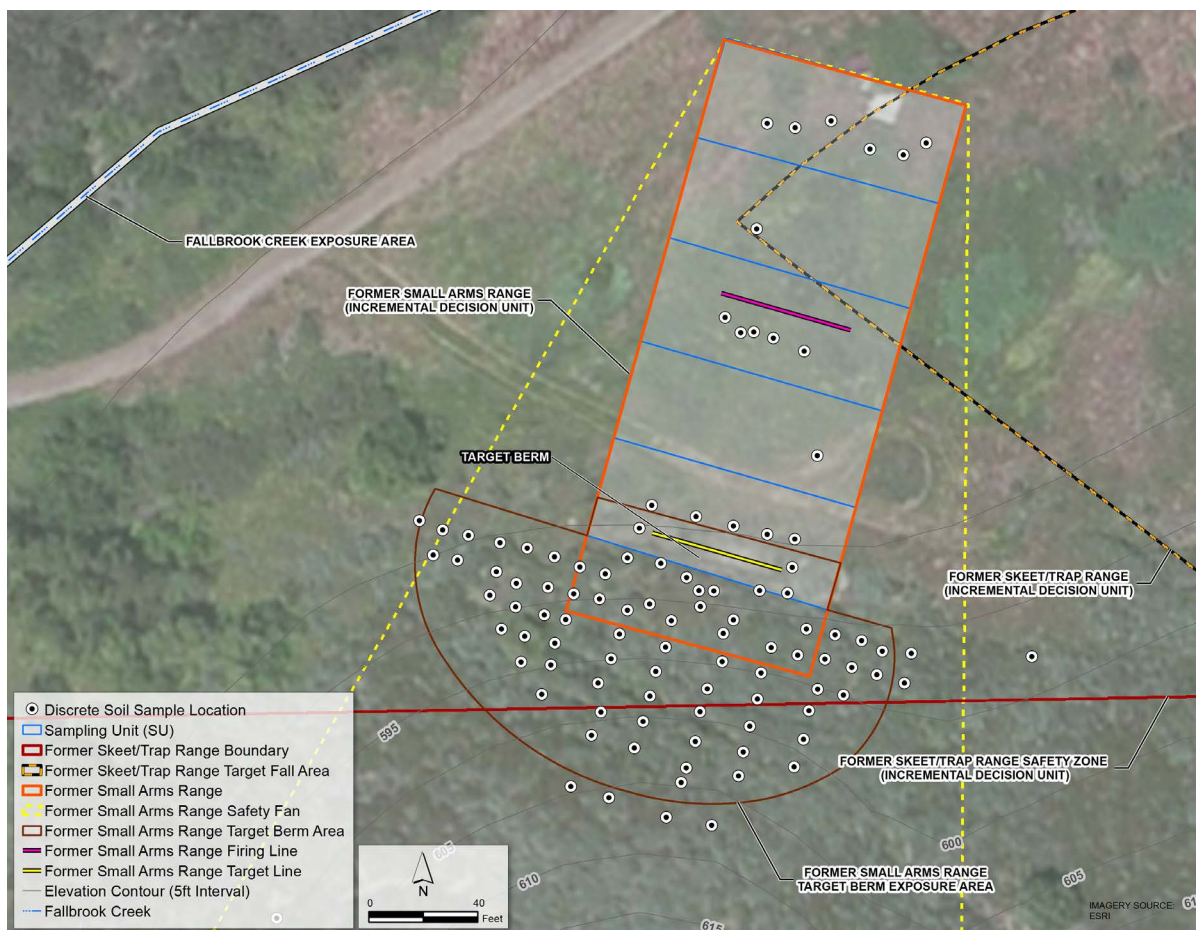 FALLBROOK CREEK EXPOSURE AREA
FORMER SMALL ARMS RANGE
(INCREMENTAL DECISION UNIT)
TARGET BERM
FORMER SKEET/TRAP RANGE
(INCREMENTAL DECISION UNIT)
FORMER SKEET/TRAP RANGE SAFETY ZONE
(INCREMENTAL DECISION UNIT)
FORMER SMALL ARMS RANGE
TARGET BERM EXPOSURE AREA
595
600
605
605
610
615
Discrete Soil Sample Location
Sampling Unit (SU)
Former Skeet/Trap Range Boundary
Former Skeet/Trap Range Target Fall Area
Former Small Arms Range
Former Small Arms Range Safety Fan
Former Small Arms Range Target Berm Area
Former Small Arms Range Firing Line
Former Small Arms Range Target Line
Elevation Contour (5ft Interval)
Fallbrook Creek
N
0 40
Feet
IMAGERY SOURCE:
ESRI